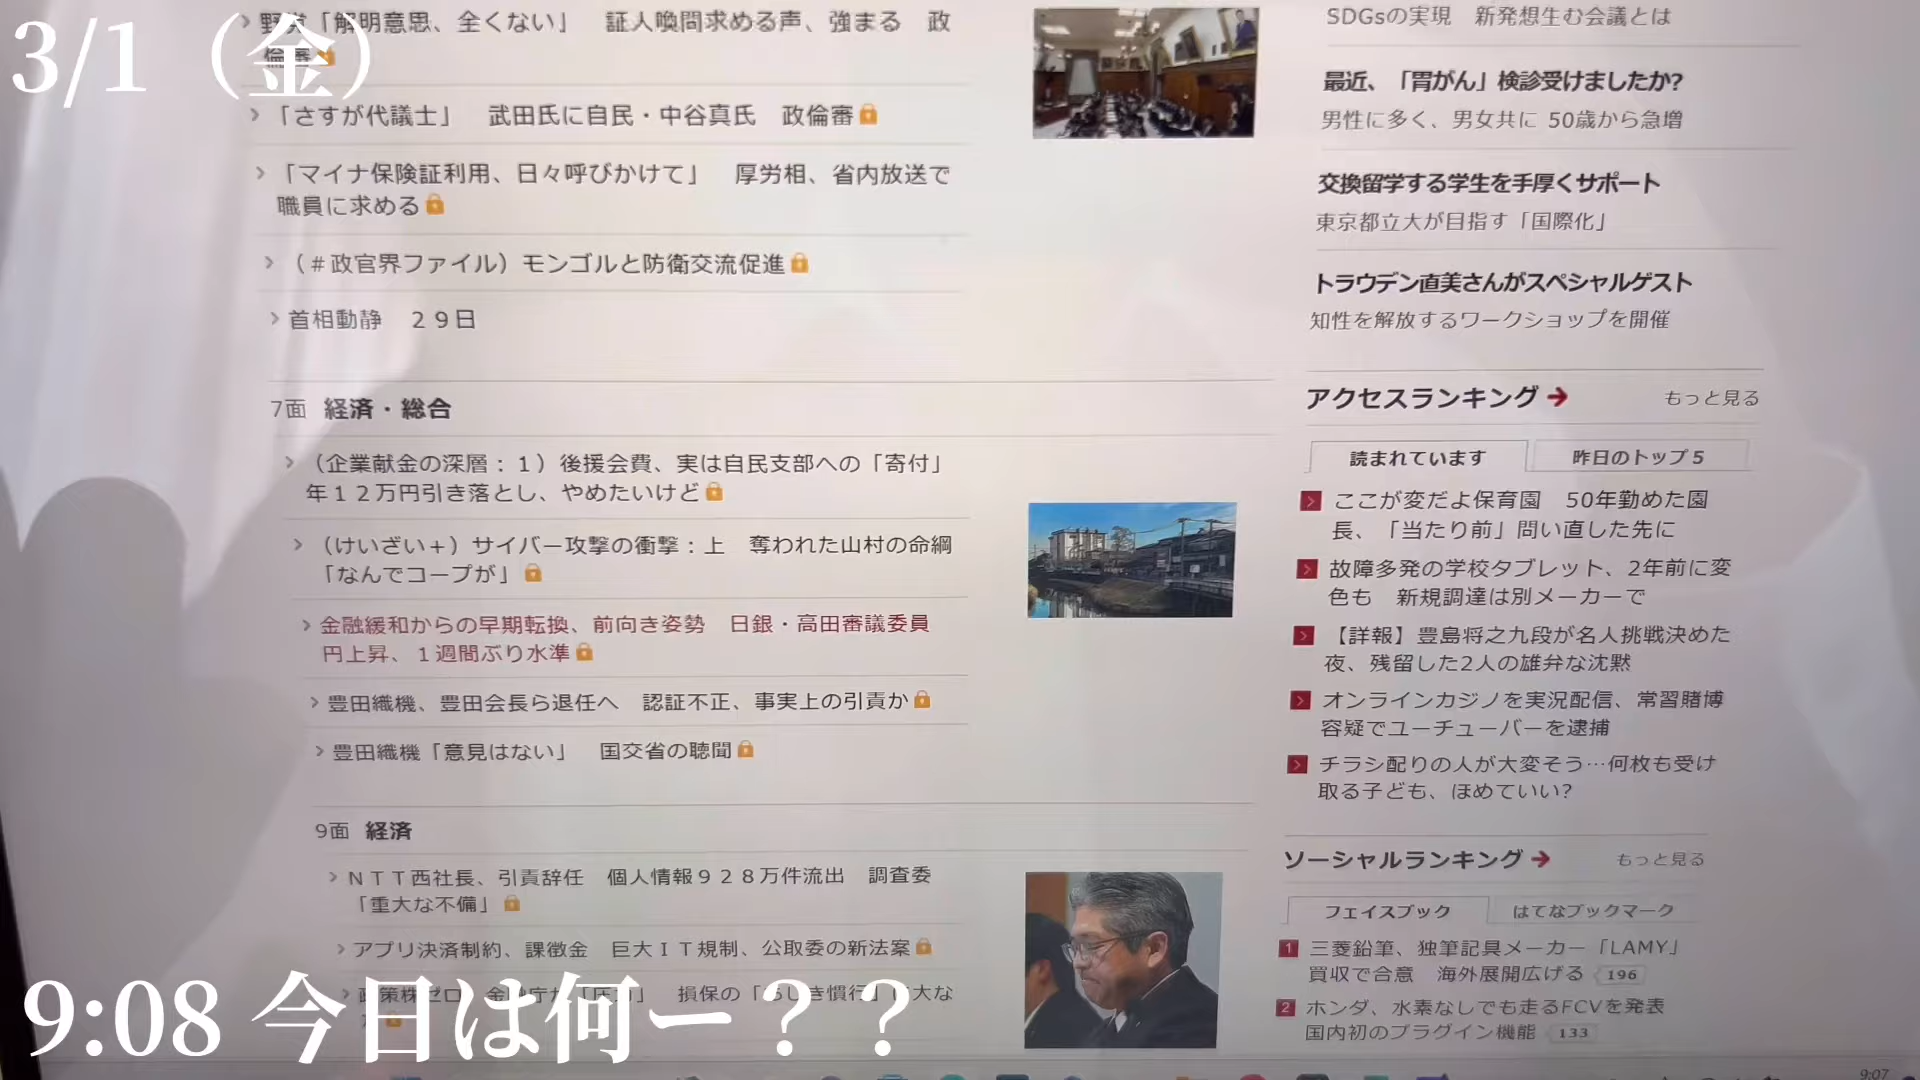 3/1（金）
野党「解明意思、全くない」　証人喚問求める声、強まる　政
倫審
「さすが代議士」　武田氏に自民・中谷真氏　政倫審
「マイナ保険証利用、日々呼びかけて」　厚労相、省内放送で
職員に求める
（＃政官界ファイル）モンゴルと防衛交流促進
首相動静　２９日
7面 経済・総合
（企業献金の深層：１）後援会費、実は自民支部への「寄付」
年１２万円引き落とし、やめたいけど
（けいざい＋）サイバー攻撃の衝撃：上　奪われた山村の命綱
「なんでコープが」
金融緩和からの早期転換、前向き姿勢　日銀・高田審議委員
円上昇、１週間ぶり水準
豊田織機、豊田会長ら退任へ　認証不正、事実上の引責か
豊田織機「意見はない」　国交省の聴聞
9面 経済
ＮＴＴ西社長、引責辞任　個人情報９２８万件流出　調査委
「重大な不備」
アプリ決済制約、課徴金　巨大ＩＴ規制、公取委の新法案
政策株ゼロ　損保の
SDGsの実現　新発想生む会議とは
最近、「胃がん」検診受けましたか?
男性に多く、男女共に 50歳から急増
交換留学する学生を手厚くサポート
東京都立大が目指す「国際化」
トラウデン直美さんがスペシャルゲスト
知性を解放するワークショップを開催
アクセスランキング もっと見る
読まれています 昨日のトップ５
ここが変だよ保育園　50年勤めた園
長、「当たり前」問い直した先に
故障多発の学校タブレット、2年前に変
色も　新規調達は別メーカーで
【詳報】豊島将之九段が名人挑戦決めた
夜、残留した2人の雄弁な沈黙
オンラインカジノを実況配信、常習賭博
容疑でユーチューバーを逮捕
チラシ配りの人が大変そう…何枚も受け
取る子ども、ほめていい?
ソーシャルランキング もっと見る
フェイスブック はてなブックマーク
1 三菱鉛筆、独筆記具メーカー「LAMY」
買収で合意　海外展開広げる 196
2 ホンダ、水素なしでも走るFCVを発表
国内初のプラグイン機能 133
9:07
9:08 今日は何ー？？